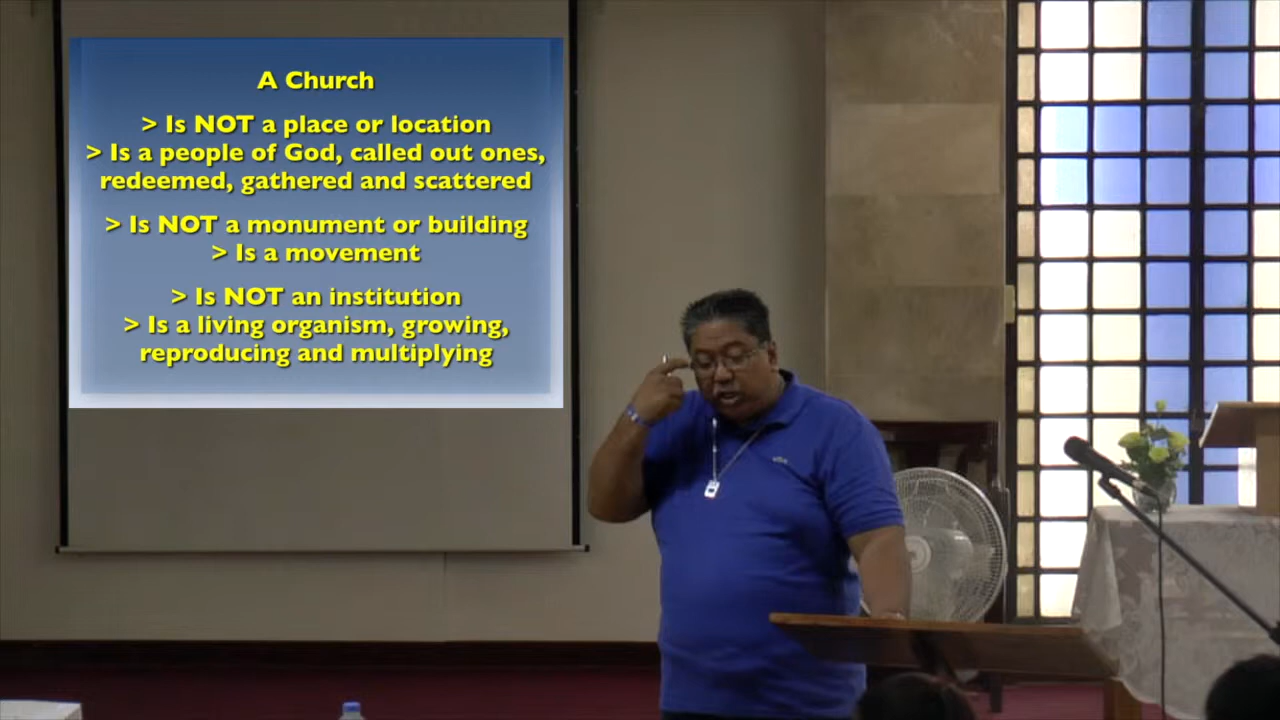 A Church
> Is NOT a place or location
> Is a people of God, called out ones,
redeemed, gathered and scattered
> Is NOT a monument or building
> Is a movement
> Is NOT an institution
> Is a living organism, growing,
reproducing and multiplying